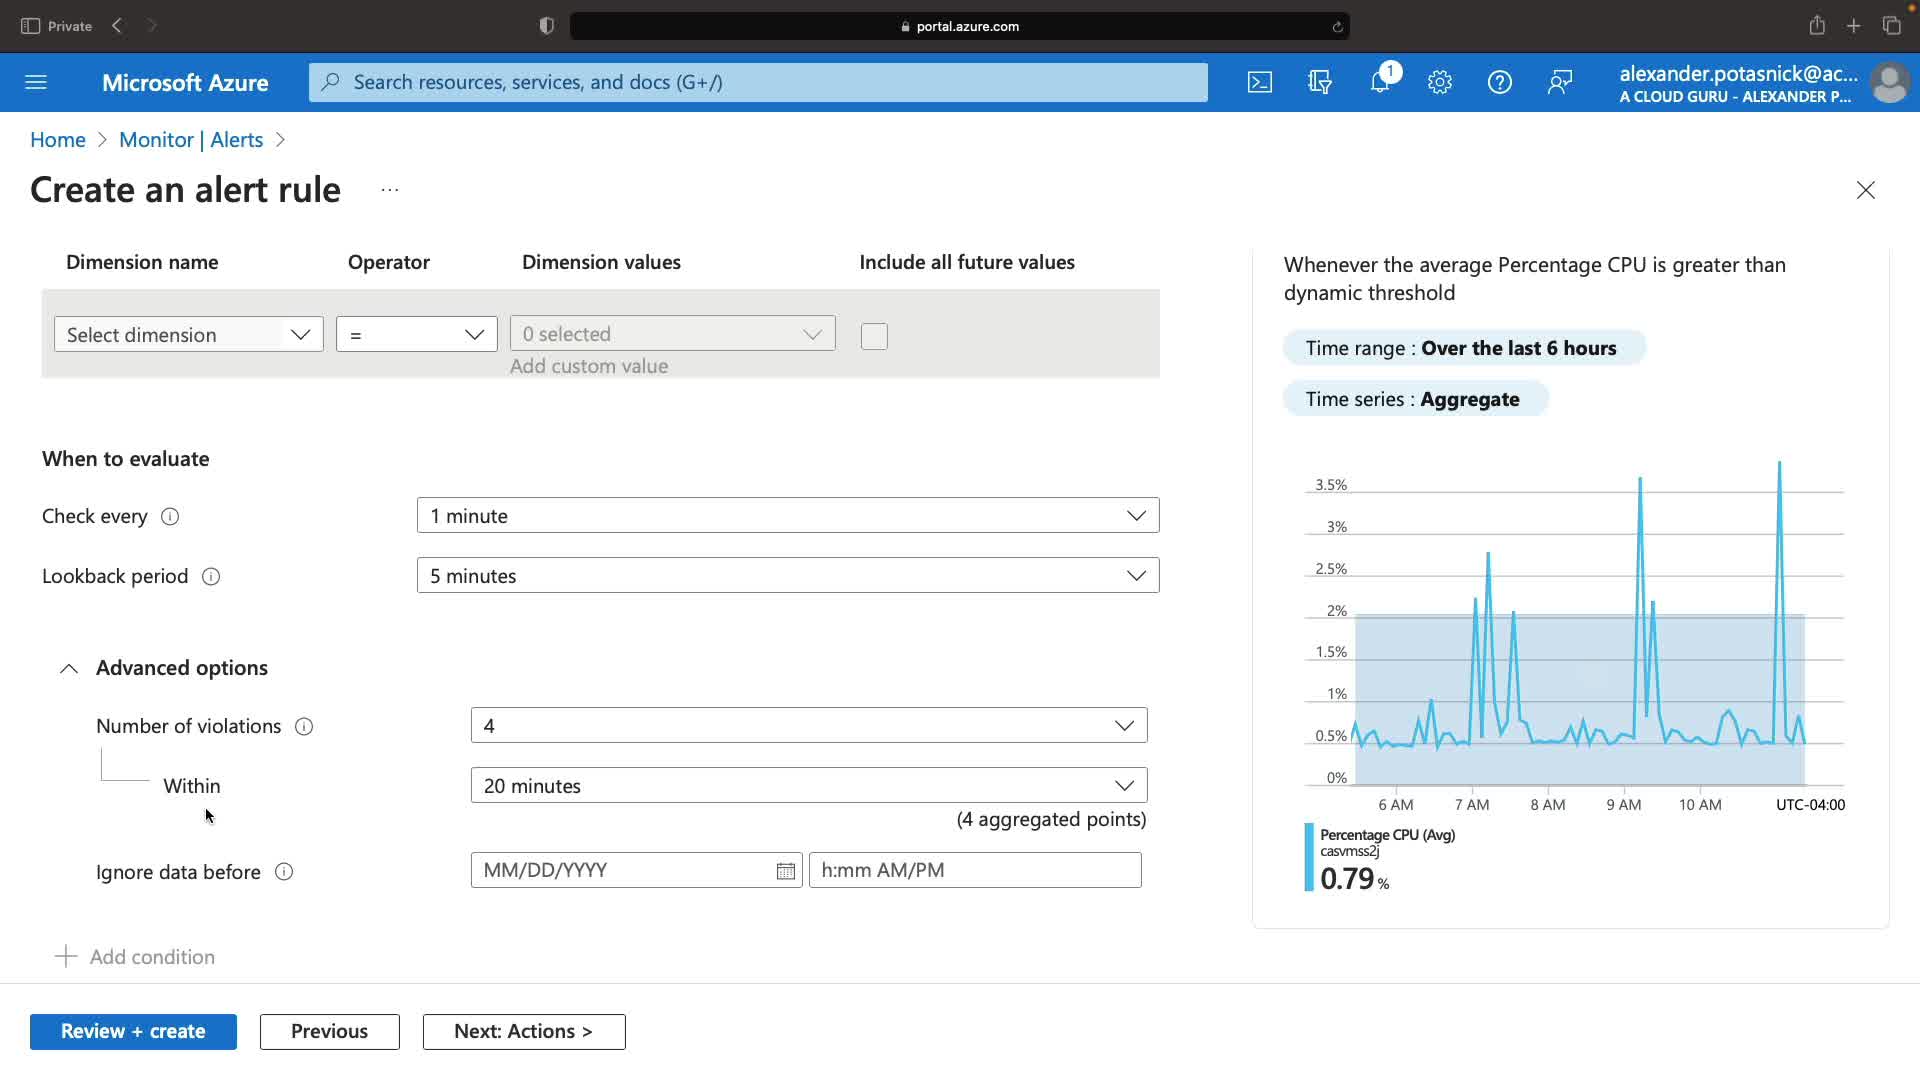 Private
portal.azure.com
Microsoft Azure
Search resources, services, and docs (G+/)
1
alexander.potasnick@ac...
A CLOUD GURU - ALEXANDER P...
Home > Monitor | Alerts >
Create an alert rule ...
Dimension name Operator Dimension values Include all future values
Select dimension = 0 selected
Add custom value
When to evaluate
Check every 1 minute
Lookback period 5 minutes
Advanced options
Number of violations 4
Within 20 minutes
(4 aggregated points)
Ignore data before MM/DD/YYYY h:mm AM/PM
+ Add condition
Whenever the average Percentage CPU is greater than
dynamic threshold
Time range : Over the last 6 hours
Time series : Aggregate
3.5%
3%
2.5%
2%
1.5%
1%
0.5%
0%
6 AM 7 AM 8 AM 9 AM 10 AM UTC-04:00
Percentage CPU (Avg)
casvmss2j
0.79 %
Review + create Previous Next: Actions >